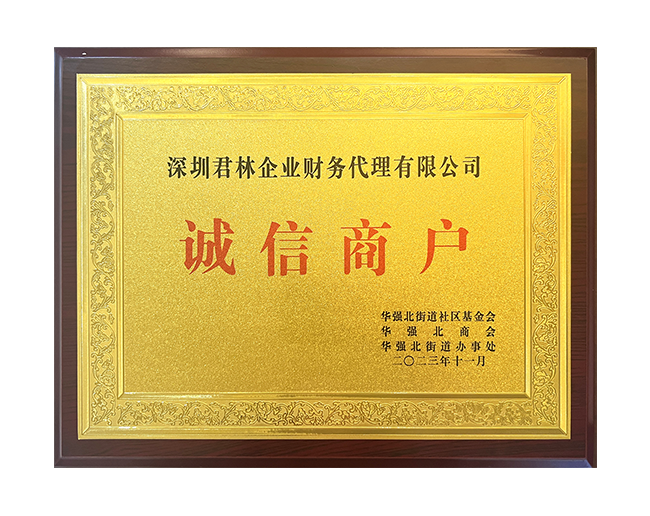 深圳君林企业财务代理有限公司
诚信商户
华强北街道社区基金会
华强北商会
华强北街道办事处
二〇二三年十一月